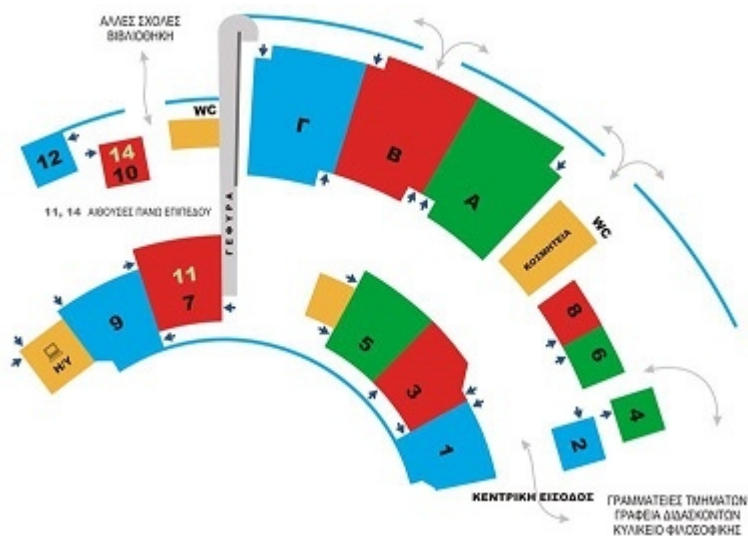 ΑΛΛΕΣ ΣΧΟΛΕΣ
ΒΙΒΛΙΟΘΗΚΗ
WC
12
14
10
11, 14 ΑΙΘΟΥΣΕΣ ΠΑΝΩ ΕΠΙΠΕΔΟΥ
ΓΕΦΥΡΑ
Γ
Β
Α
WC
ΚΟΣΜΗΤΕΙΑ
11
7
9
Η/Υ
5
3
1
8
6
4
2
ΚΕΝΤΡΙΚΗ ΕΙΣΟΔΟΣ
ΓΡΑΜΜΑΤΕΙΕΣ ΤΜΗΜΑΤΩΝ
ΓΡΑΦΕΙΑ ΔΙΔΑΣΚΟΝΤΩΝ
ΚΥΛΙΚΕΙΟ ΦΙΛΟΣΟΦΙΚΗΣ